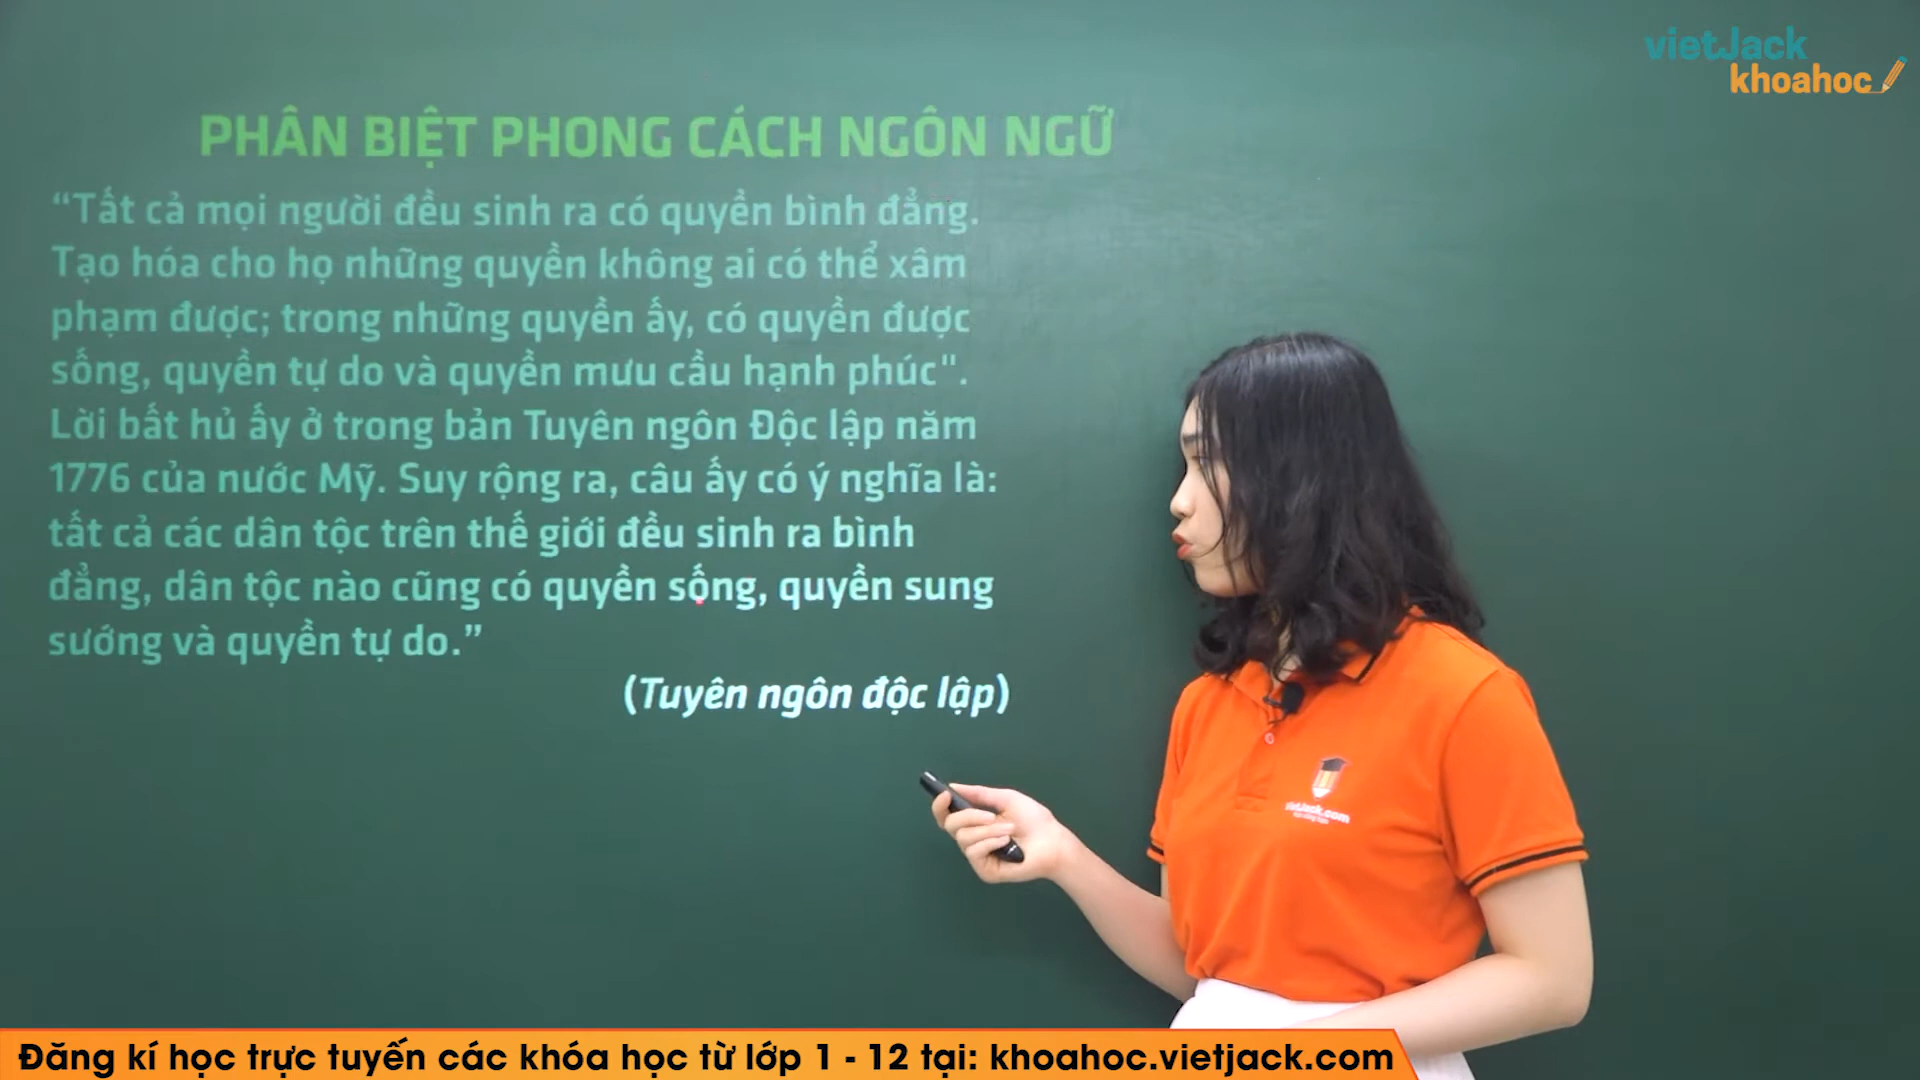 vietJack
khoahoc
PHÂN BIỆT PHONG CÁCH NGÔN NGỮ
“Tất cả mọi người đều sinh ra có quyền bình đẳng.
Tạo hóa cho họ những quyền không ai có thể xâm
phạm được; trong những quyền ấy, có quyền được
sống, quyền tự do và quyền mưu cầu hạnh phúc".
Lời bất hủ ấy ở trong bản Tuyên ngôn Độc lập năm
1776 của nước Mỹ. Suy rộng ra, câu ấy có ý nghĩa là:
tất cả các dân tộc trên thế giới đều sinh ra bình
đẳng, dân tộc nào cũng có quyền sống, quyền sung
sướng và quyền tự do.”
(Tuyên ngôn độc lập)
vietJack.com
Đăng kí học trực tuyến các khóa học từ lớp 1 - 12 tại: khoahoc.vietjack.com